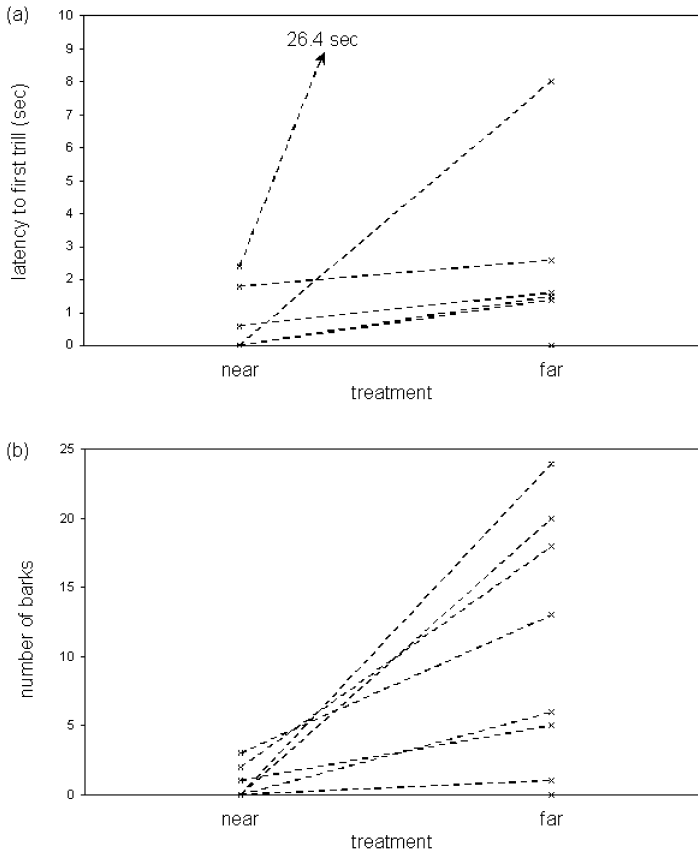 (a)
10
26.4 sec
9
8
7
6
5
4
3
2
1
0
latency to first trill (sec)
near far
treatment
(b)
25
20
15
10
5
0
number of barks
near far
treatment